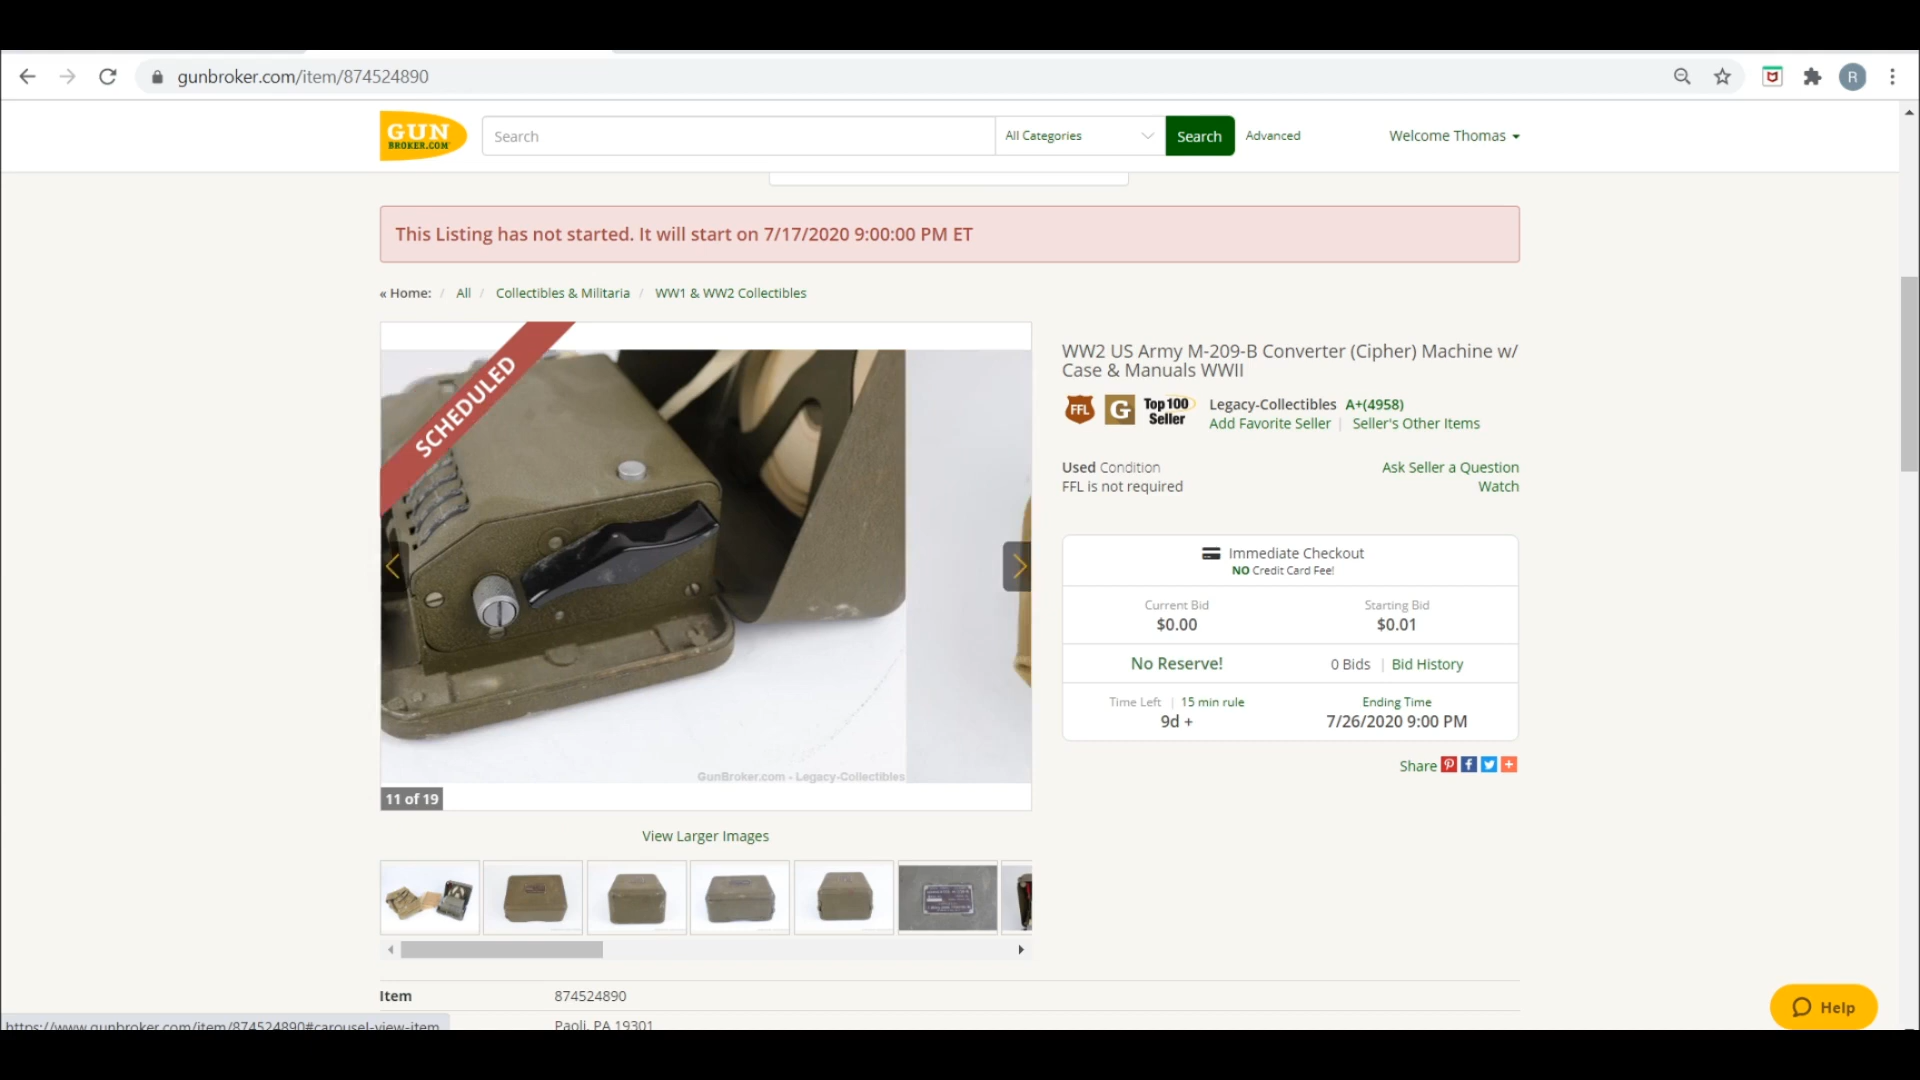 gunbroker.com/item/874524890
R
GUN
BROKER.COM
Search
All Categories
Search
Advanced
Welcome Thomas
This Listing has not started. It will start on 7/17/2020 9:00:00 PM ET
« Home: / All / Collectibles & Militaria / WW1 & WW2 Collectibles
SCHEDULED
GunBroker.com - Legacy-Collectibles
11 of 19
View Larger Images
WW2 US Army M-209-B Converter (Cipher) Machine w/
Case & Manuals WWII
FFL
G
Top 100
Seller
Legacy-Collectibles A+(4958)
Add Favorite Seller | Seller's Other Items
Used Condition
Ask Seller a Question
FFL is not required
Watch
Immediate Checkout
NO Credit Card Fee!
Current Bid
Starting Bid
$0.00
$0.01
No Reserve!
0 Bids | Bid History
Time Left | 15 min rule
Ending Time
9d +
7/26/2020 9:00 PM
Share
Item
874524890
Paoli, PA 19301
https://www.gunbroker.com/item/874524890#carousel-view-item
Help